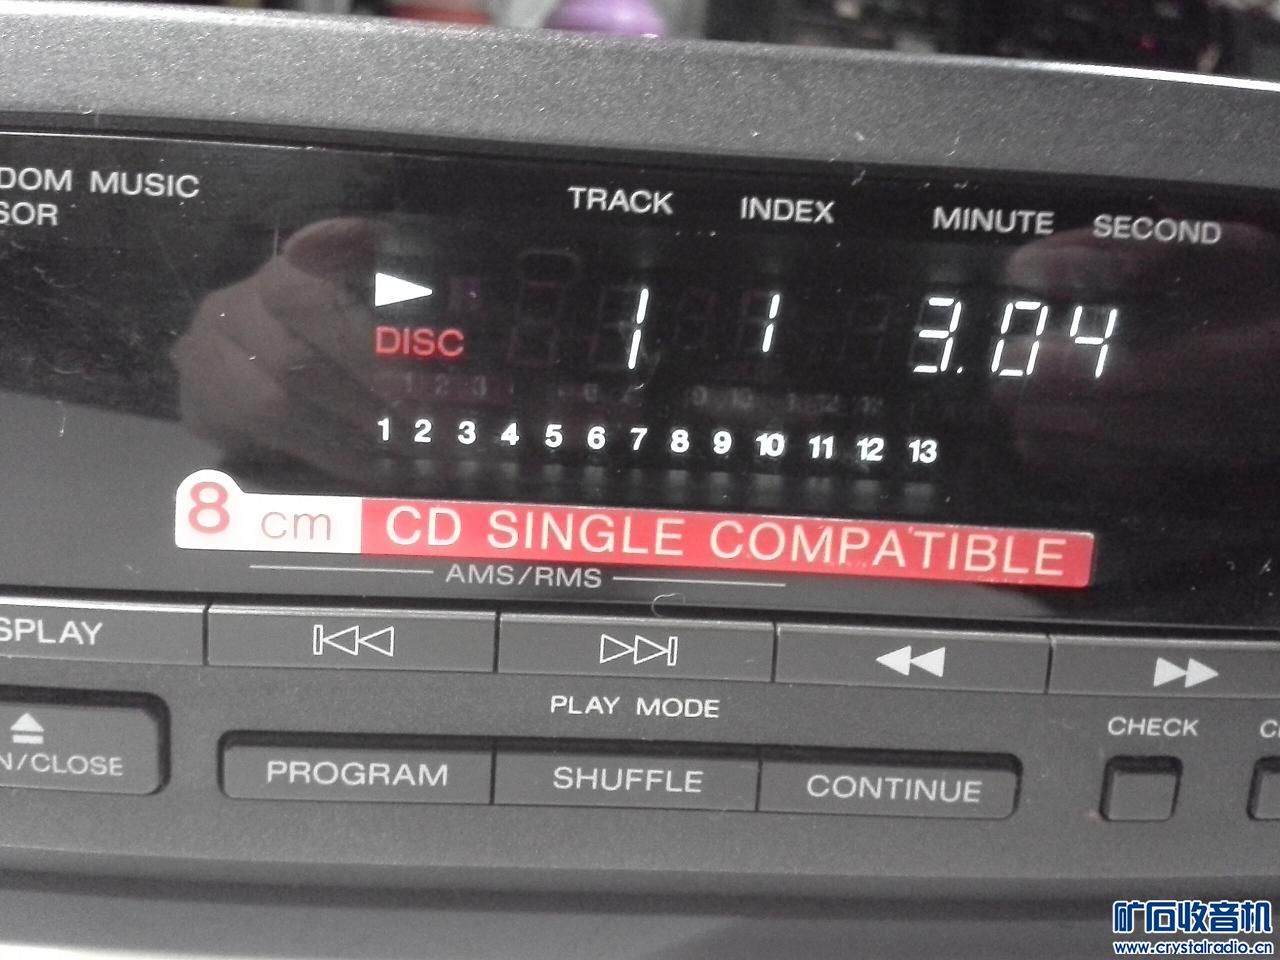 DOM MUSIC
SOR
TRACK INDEX MINUTE SECOND
DISC
1 1 3.04
1 2 3 4 5 6 7 8 9 10 11 12 13
8 cm CD SINGLE COMPATIBLE
AMS/RMS
SPLAY
PLAY MODE
CHECK
N/CLOSE
PROGRAM SHUFFLE CONTINUE
矿石收音机
www.crystalradio.cn